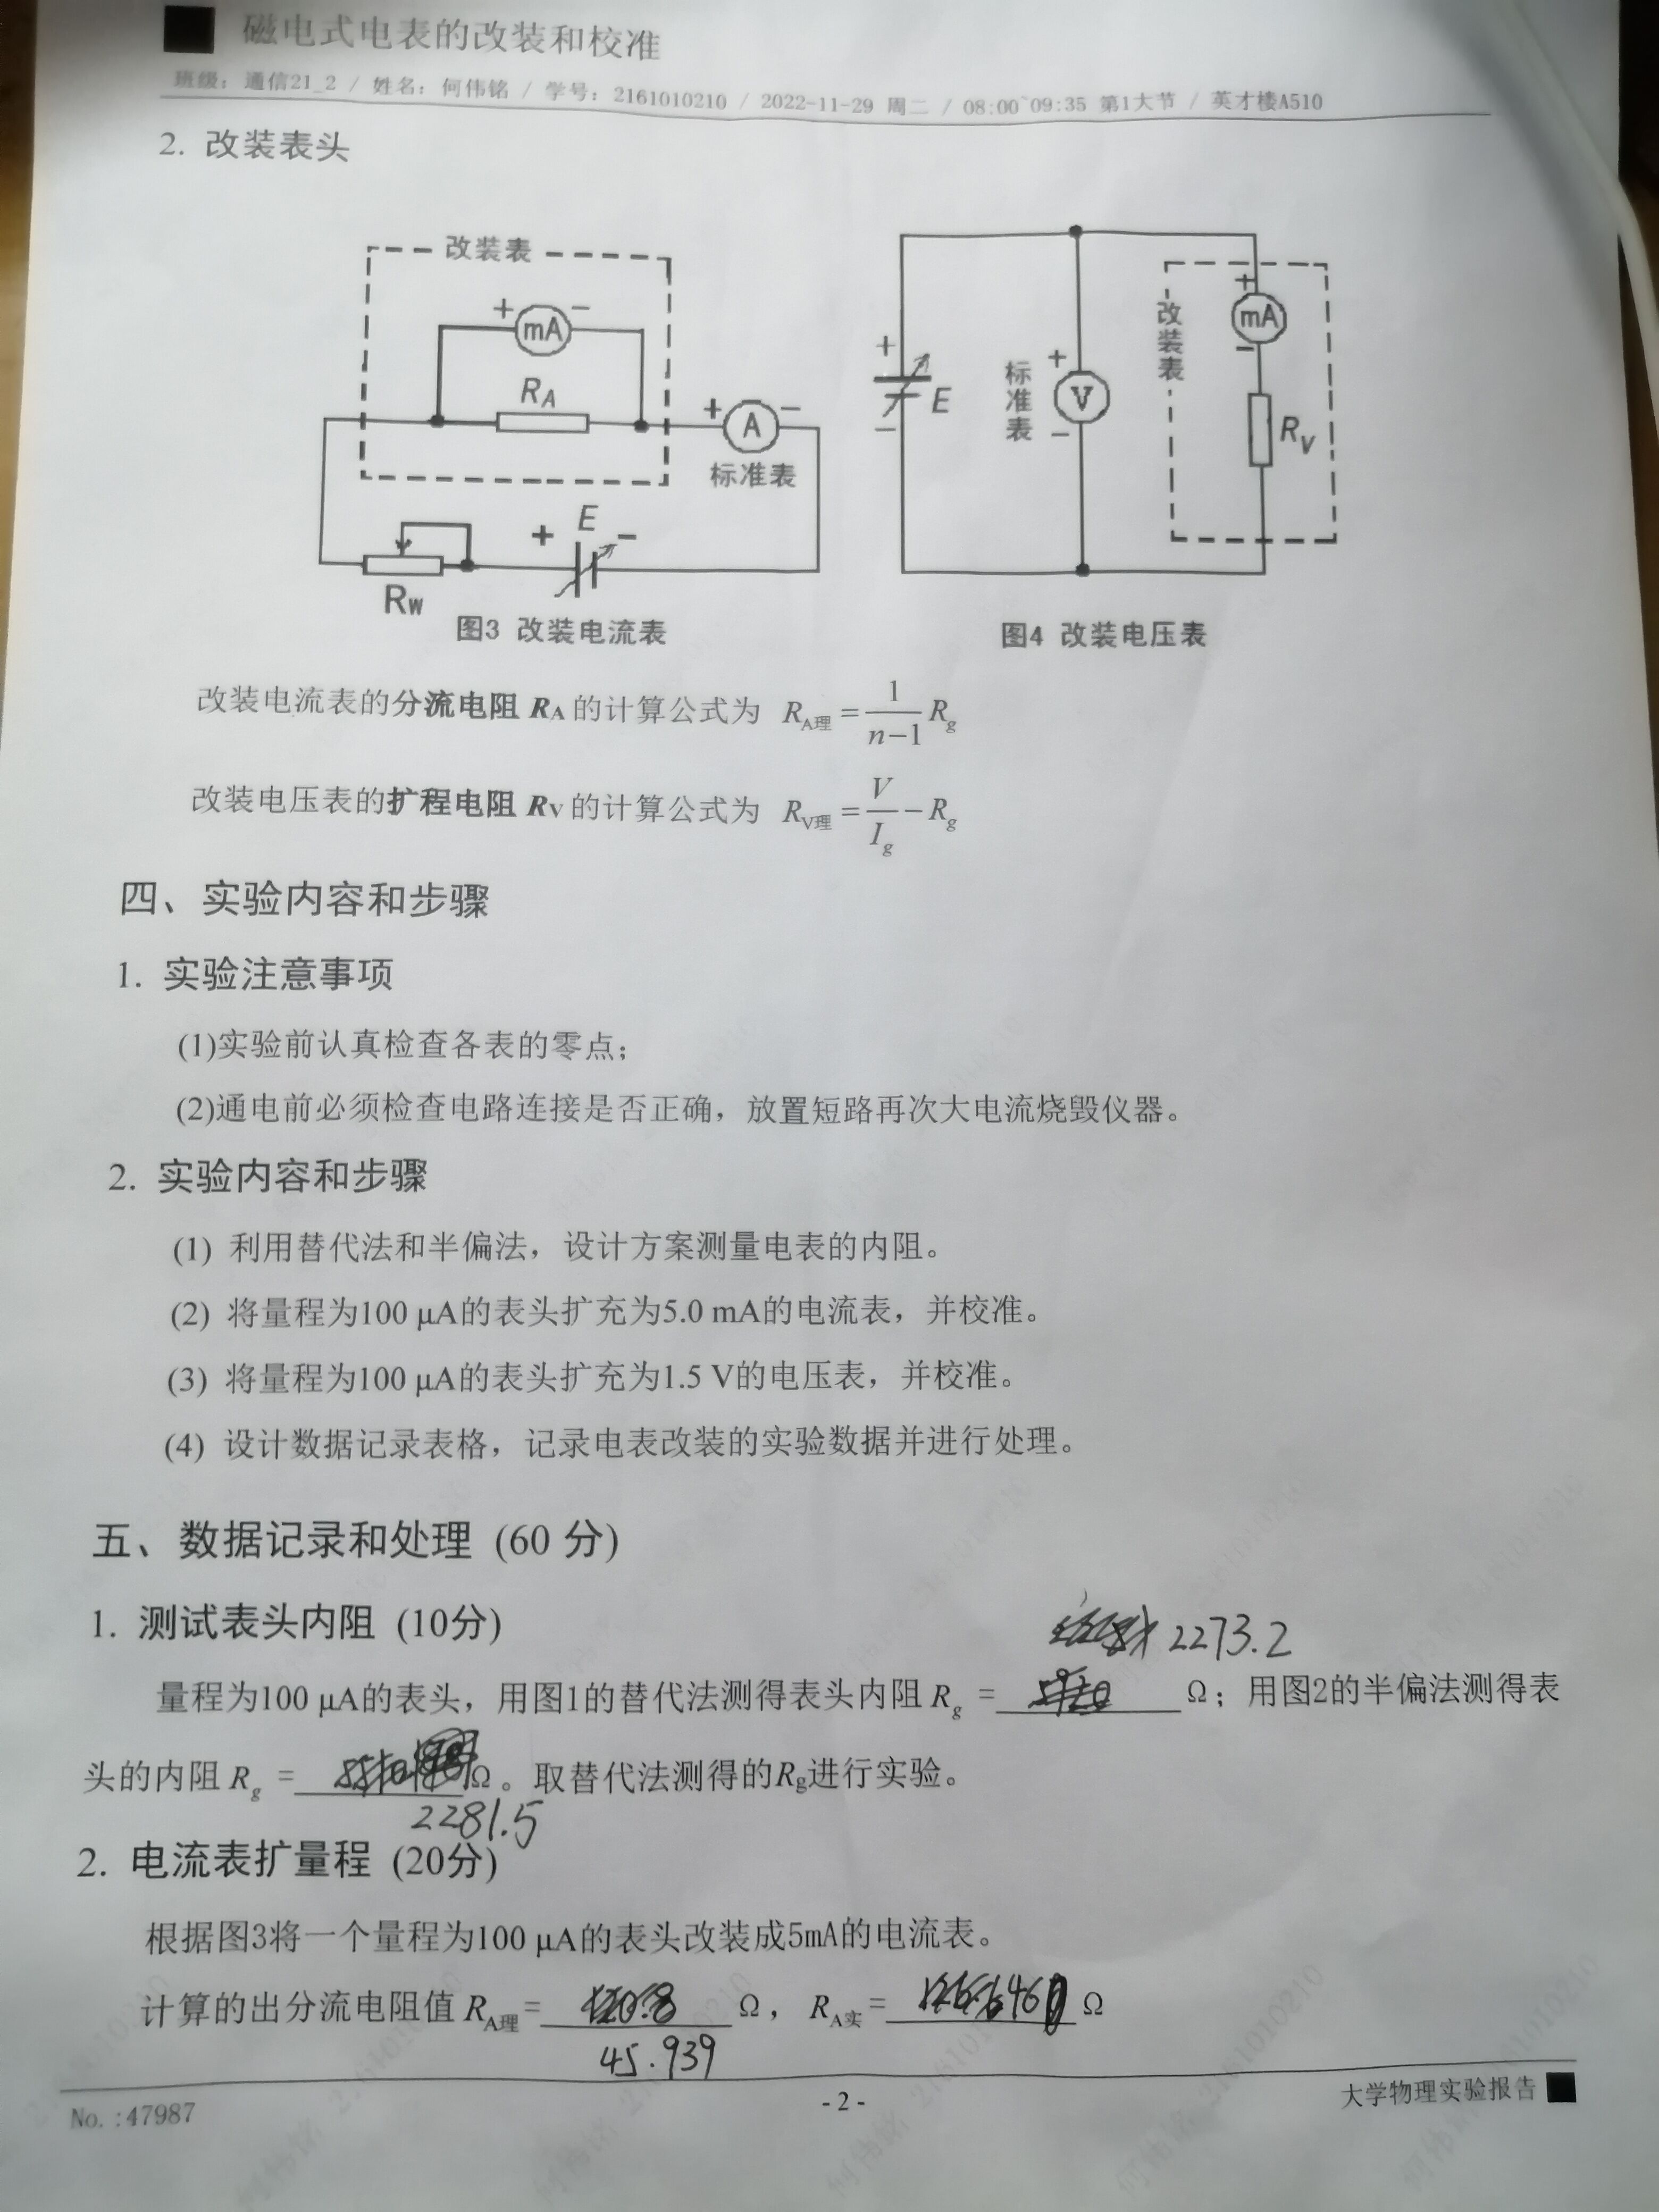 磁电式电表的改装和校准
班级：通信21_2 / 姓名：何伟铭 / 学号：2161010210 / 2022-11-29 周二 / 08:00~09:35 第1大节 / 英才楼A510
2. 改装表头
改装表
+ mA −
R_A
+ A −
标准表
R_W
+ E −
图3 改装电流表
+ E −
标准表
+ V −
改装表
+ mA −
R_V
图4 改装电压表
改装电流表的分流电阻 R_A 的计算公式为 R_{A理} = \frac{1}{n-1} R_g
改装电压表的扩程电阻 R_V 的计算公式为 R_{V理} = \frac{V}{I_g} - R_g
四、实验内容和步骤
1. 实验注意事项
(1)实验前认真检查各表的零点；
(2)通电前必须检查电路连接是否正确，放置短路再次大电流烧毁仪器。
2. 实验内容和步骤
(1) 利用替代法和半偏法，设计方案测量电表的内阻。
(2) 将量程为100 μA的表头扩充为5.0 mA的电流表，并校准。
(3) 将量程为100 μA的表头扩充为1.5 V的电压表，并校准。
(4) 设计数据记录表格，记录电表改装的实验数据并进行处理。
五、数据记录和处理 (60 分)
1. 测试表头内阻 (10分)
2273.2
量程为100 μA的表头，用图1的替代法测得表头内阻 R_g = Ω；用图2的半偏法测得表
头的内阻 R_g = Ω。取替代法测得的Rg进行实验。
2281.5
2. 电流表扩量程 (20分)
根据图3将一个量程为100 μA的表头改装成5mA的电流表。
计算的出分流电阻值 R_{A理} = Ω， R_{A实} = Ω
45.939
No. :47987
- 2 -
大学物理实验报告